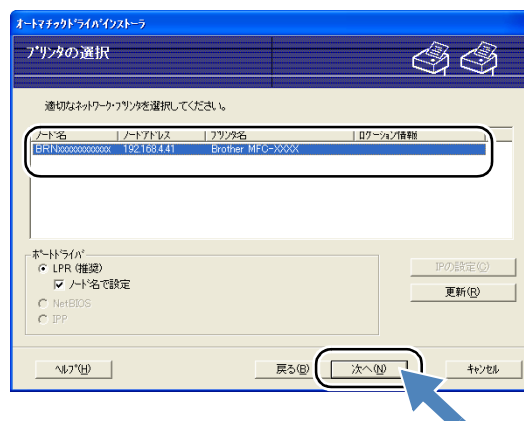 オートマチックドライバインストーラ
プリンタの選択
適切なネットワーク・プリンタを選択してください。
ノード名 ノードアドレス プリンタ名 ロケーション情報
BRNxxxxxxxxxxxx 192.168.4.41 Brother MFC-XXXX
ポートドライバ
LPR (推奨)
ノード名で設定
NetBIOS
IPP
IPの設定(C)
更新(R)
ヘルプ(H) 戻る(B) 次へ(N) キャンセル